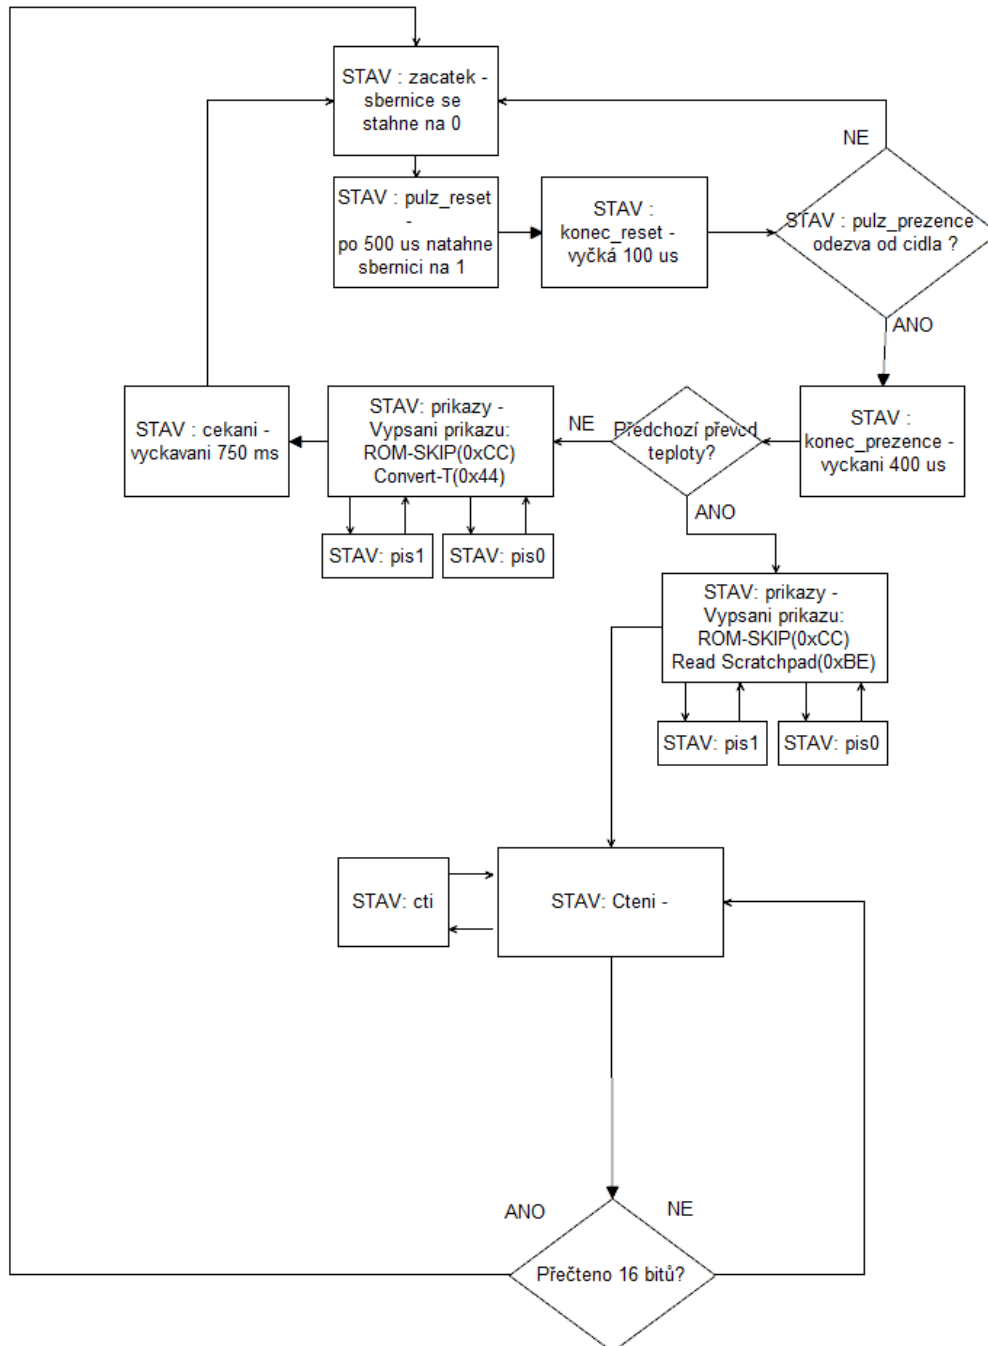 STAV : zacatek -
sbernice se
stahne na 0
NE
STAV : pulz_reset
-
po 500 us natahne
sbernici na 1
STAV :
konec_reset -
vyčká 100 us
STAV : pulz_prezence
odezva od cidla ?
ANO
STAV : cekani -
vyckavani 750 ms
STAV: prikazy -
Vypsani prikazu:
ROM-SKIP(0xCC)
Convert-T(0x44)
NE
Předchozí převod
teploty?
STAV :
konec_prezence -
vyckani 400 us
ANO
STAV: pis1
STAV: pis0
STAV: prikazy -
Vypsani prikazu:
ROM-SKIP(0xCC)
Read Scratchpad(0xBE)
STAV: pis1
STAV: pis0
STAV: cti
STAV: Cteni -
ANO
NE
Přečteno 16 bitů?